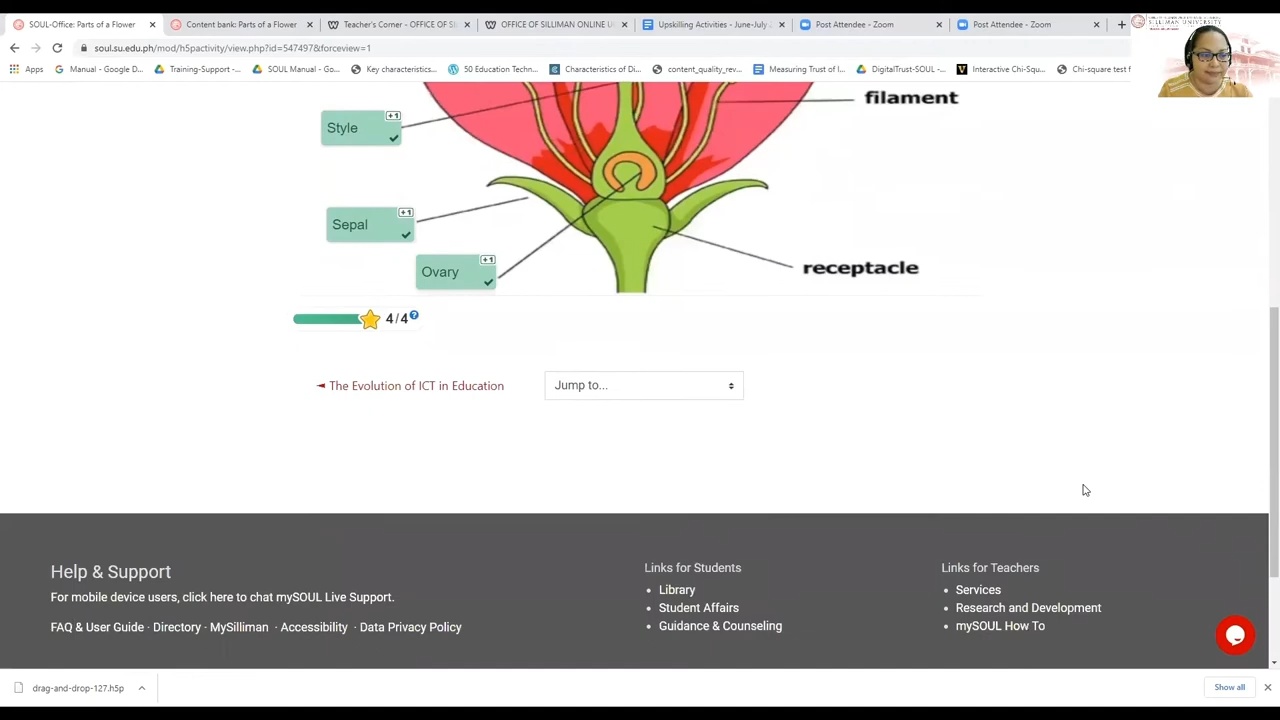 SOUL-Office: Parts of a Flower
Content bank: Parts of a Flower
Teacher's Corner - OFFICE OF SIL
OFFICE OF SILLIMAN ONLINE UN
Upskilling Activities - June-July
Post Attendee - Zoom
Post Attendee - Zoom
soul.su.edu.ph/mod/h5pactivity/view.php?id=547497&forceview=1
Apps
Manual - Google D...
Training-Support -...
SOUL Manual - Go...
Key characteristics...
50 Education Techn...
Characteristics of Di...
content_quality_rev...
Measuring Trust of I...
DigitalTrust-SOUL -...
Interactive Chi-Squ...
Chi-square test f
SILLIMAN
filament
+1
Style
+1
Sepal
+1
Ovary
receptacle
4/4
?
◄ The Evolution of ICT in Education
Jump to...
Help & Support
For mobile device users, click here to chat mySOUL Live Support.
FAQ & User Guide · Directory · MySilliman · Accessibility · Data Privacy Policy
Links for Students
• Library
• Student Affairs
• Guidance & Counseling
Links for Teachers
• Services
• Research and Development
• mySOUL How To
drag-and-drop-127.h5p
Show all